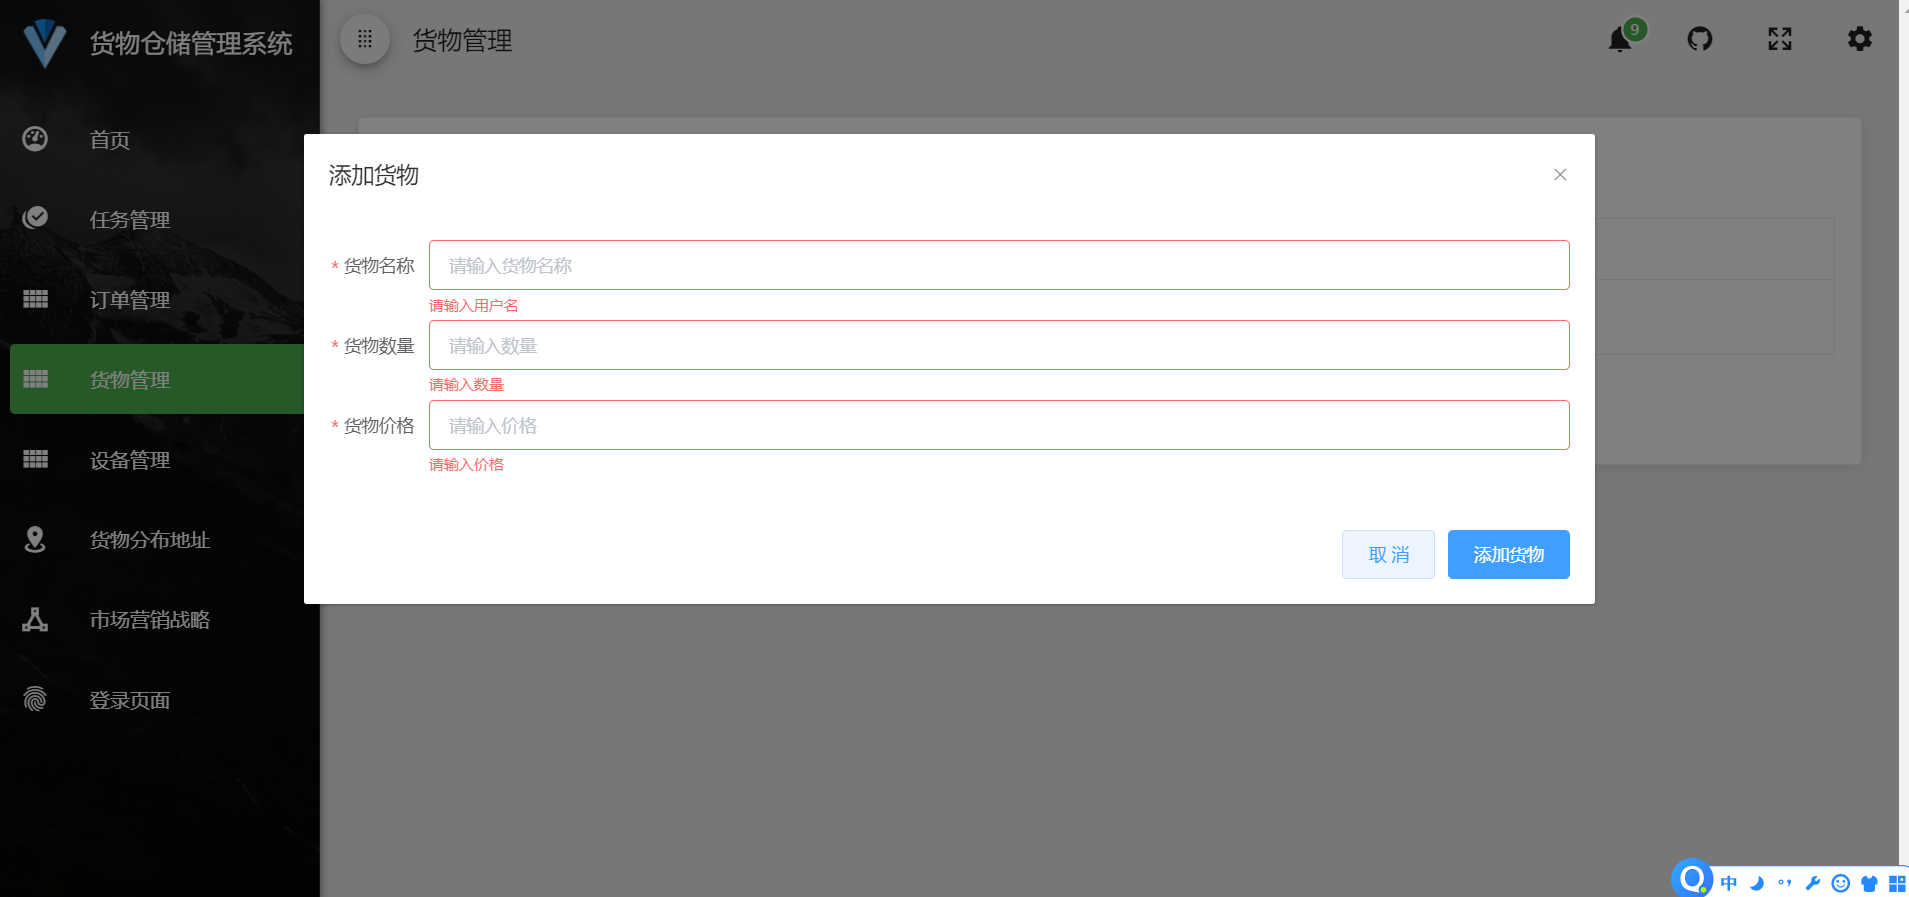 货物仓储管理系统
首页
任务管理
订单管理
货物管理
设备管理
货物分布地址
市场营销战略
登录页面
货物管理
9
添加货物
* 货物名称 请输入货物名称
请输入用户名
* 货物数量 请输入数量
请输入数量
* 货物价格 请输入价格
请输入价格
取 消 添加货物
中